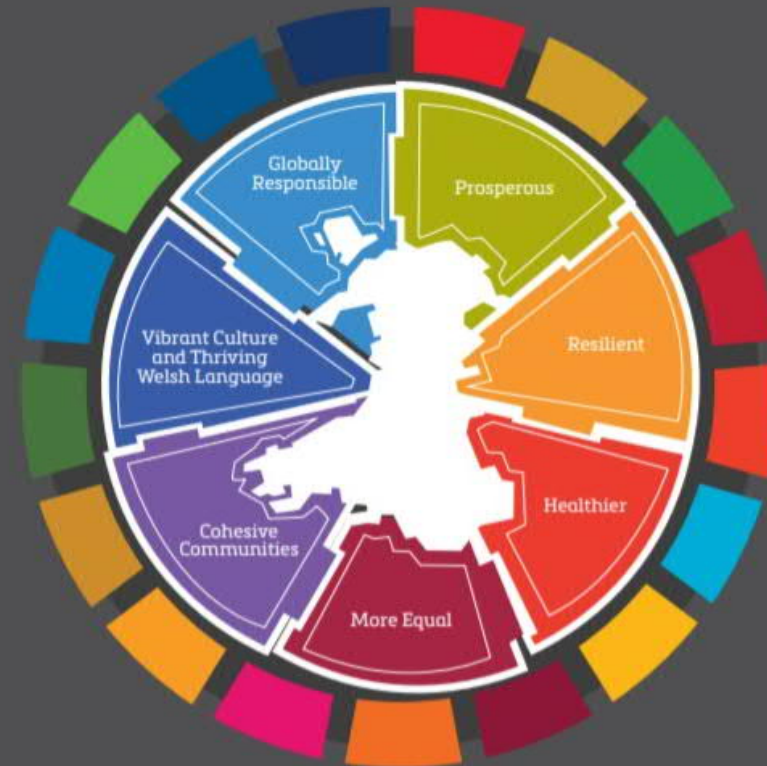 Globally
Responsible
Prosperous
Vibrant Culture
and Thriving
Welsh Language
Resilient
Cohesive
Communities
Healthier
More Equal